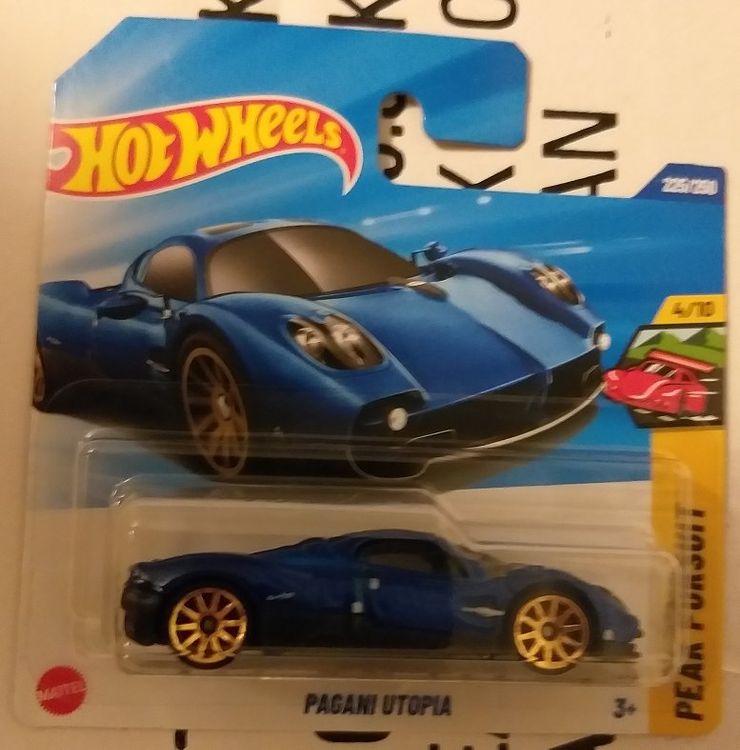 HOT WHEELS
225/250
4/10
PEAK PURSUIT
MATTEL
PAGANI UTOPIA
3+